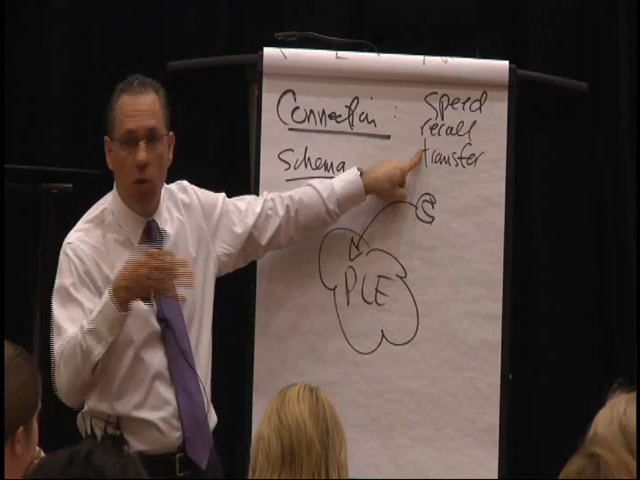 Connection : Speed
recall
Schema transfer
S
PLE